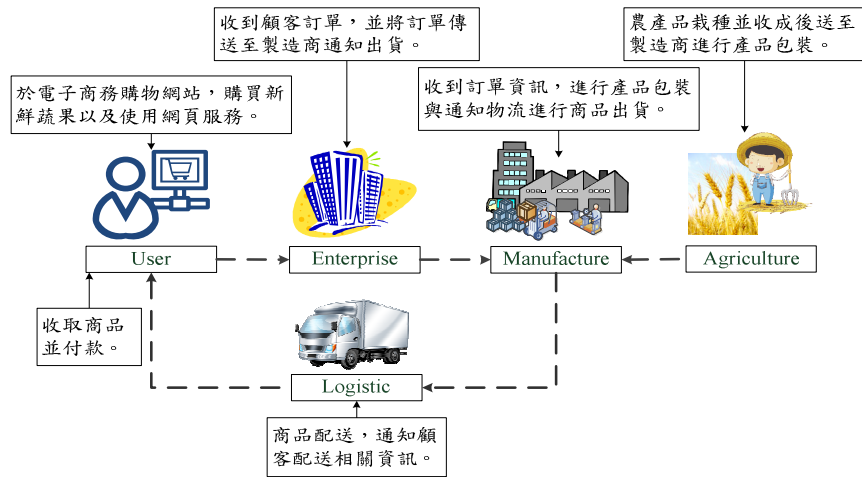 收到顧客訂單，並將訂單傳
送至製造商通知出貨。
農產品栽種並收成後送至
製造商進行產品包裝。
於電子商務購物網站，購買新
鮮蔬果以及使用網頁服務。
收到訂單資訊，進行產品包裝
與通知物流進行商品出貨。
User
Enterprise
Manufacture
Agriculture
收取商品
並付款。
Logistic
商品配送，通知顧
客配送相關資訊。